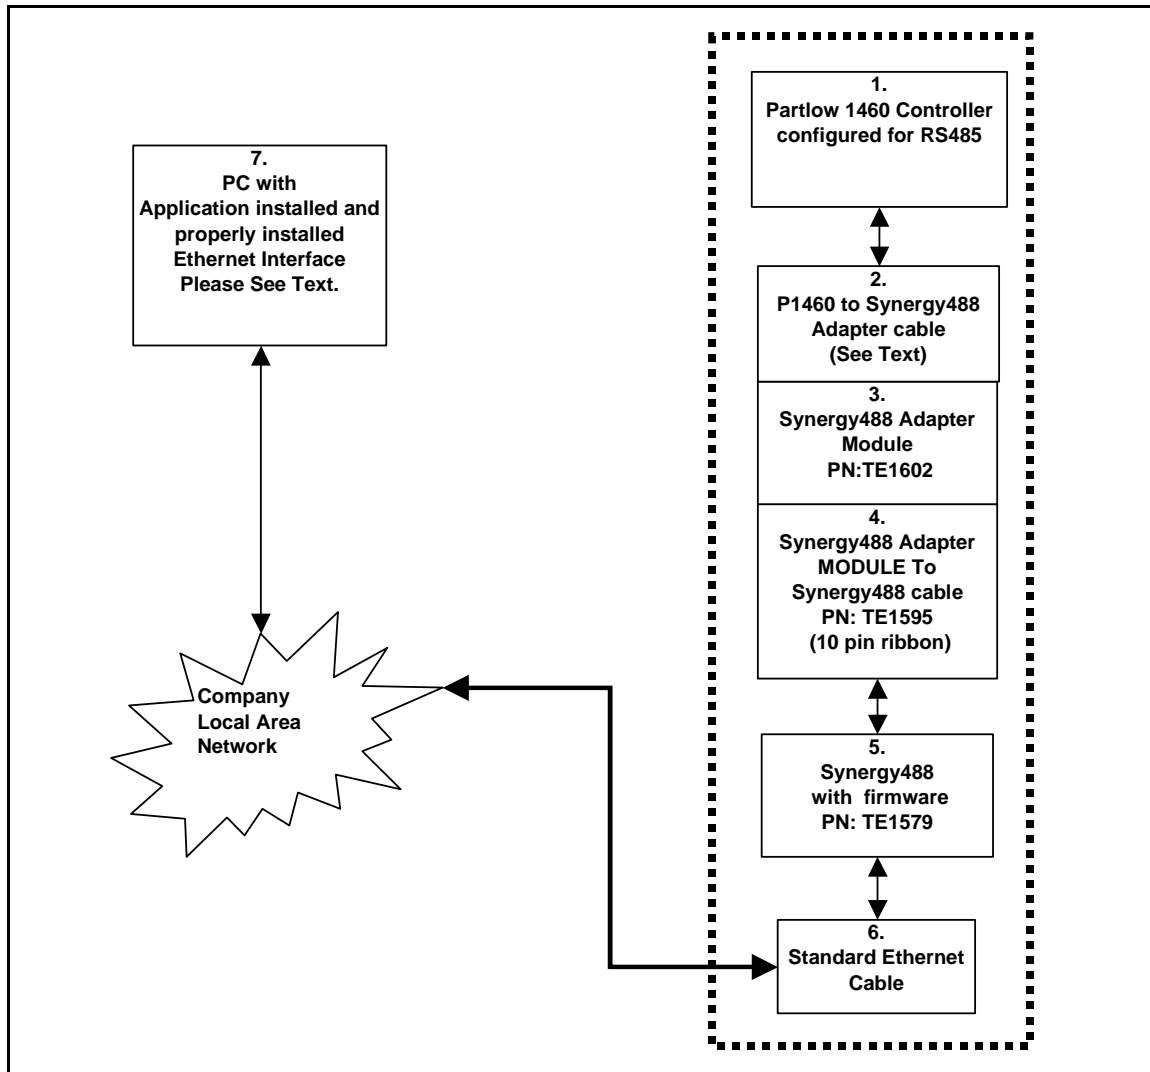 1.
Partlow 1460 Controller
configured for RS485
7.
PC with
Application installed and
properly installed
Ethernet Interface
Please See Text.
2.
P1460 to Synergy488
Adapter cable
(See Text)
3.
Synergy488 Adapter
Module
PN:TE1602
4.
Synergy488 Adapter
MODULE To
Synergy488 cable
PN: TE1595
(10 pin ribbon)
Company
Local Area
Network
5.
Synergy488
with firmware
PN: TE1579
6.
Standard Ethernet
Cable